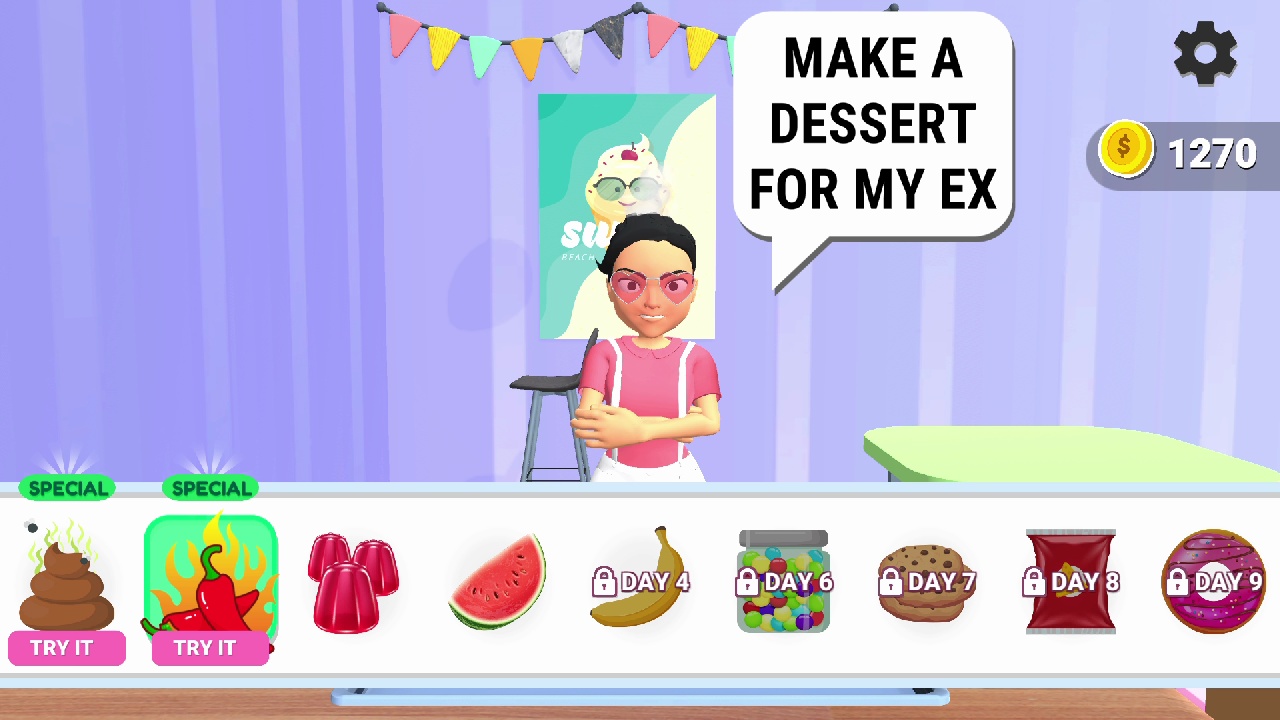 MAKE A
DESSERT
FOR MY EX
1270
SPECIAL
SPECIAL
TRY IT
TRY IT
DAY 4
DAY 6
DAY 7
DAY 8
DAY 9